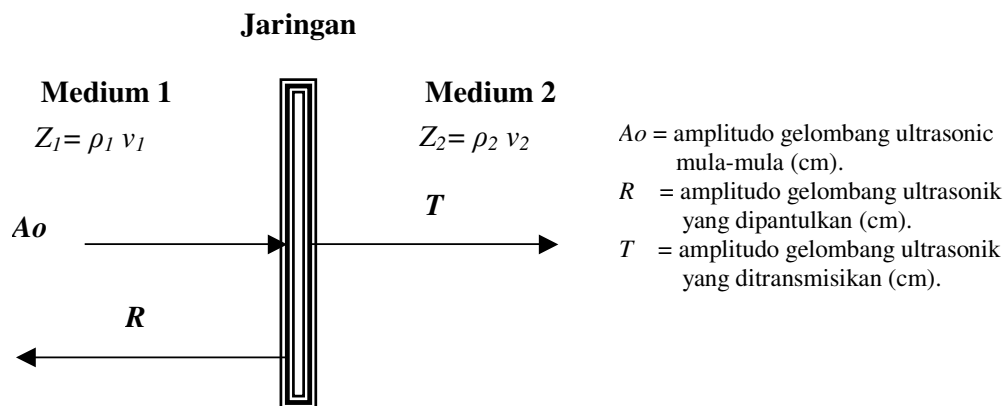 Jaringan
Medium 1
Z1= ρ1 v1
Medium 2
Z2= ρ2 v2
Ao
T
R
Ao = amplitudo gelombang ultrasonic
mula-mula (cm).
R = amplitudo gelombang ultrasonik
yang dipantulkan (cm).
T = amplitudo gelombang ultrasonik
yang ditransmisikan (cm).